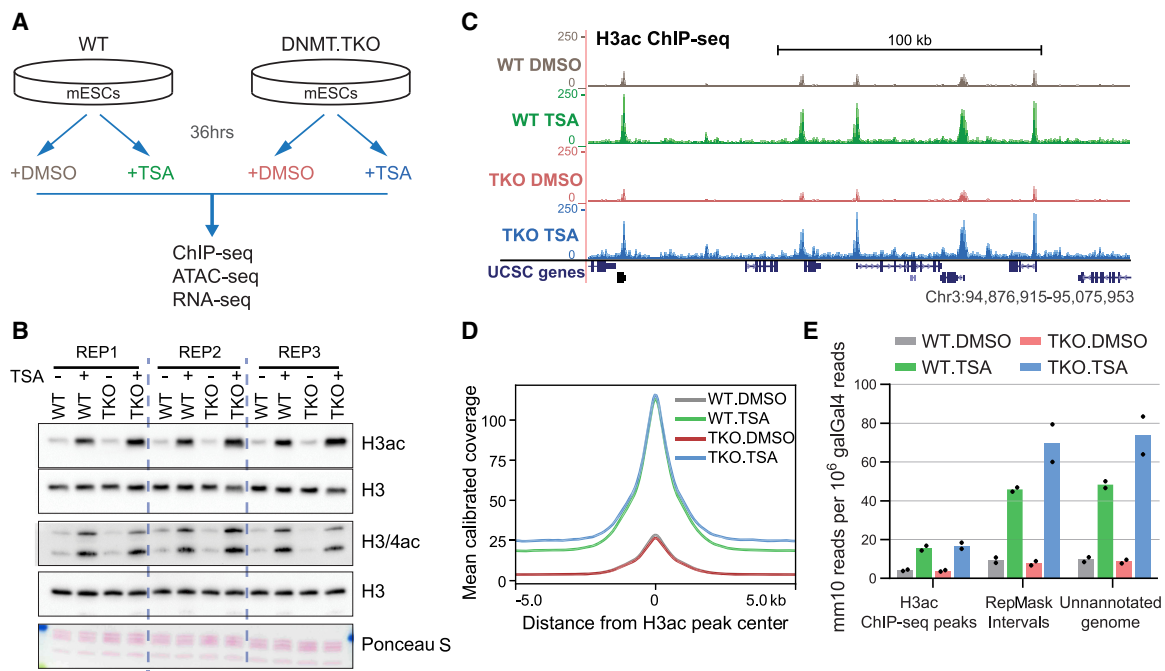 A
WT
DNMT.TKO
mESCs
mESCs
36hrs
+DMSO
+TSA
+DMSO
+TSA
ChIP-seq
ATAC-seq
RNA-seq
B
REP1 REP2 REP3
TSA - + - + - + - + - + - +
WT WT TKO TKO WT WT TKO TKO WT WT TKO TKO
H3ac
H3
H3/4ac
H3
Ponceau S
C
H3ac ChIP-seq
100 kb
250
WT DMSO
0
250
WT TSA
0
250
TKO DMSO
0
250
TKO TSA
0
UCSC genes
Chr3:94,876,915-95,075,953
D
Mean calibrated coverage
100
75
50
25
0
WT.DMSO
WT.TSA
TKO.DMSO
TKO.TSA
-5.0 0 5.0 kb
Distance from H3ac peak center
E
WT.DMSO TKO.DMSO
WT.TSA TKO.TSA
mm10 reads per 10⁶ galGal4 reads
100
80
60
40
20
0
H3ac RepMask Unannotated
ChIP-seq peaks Intervals genome